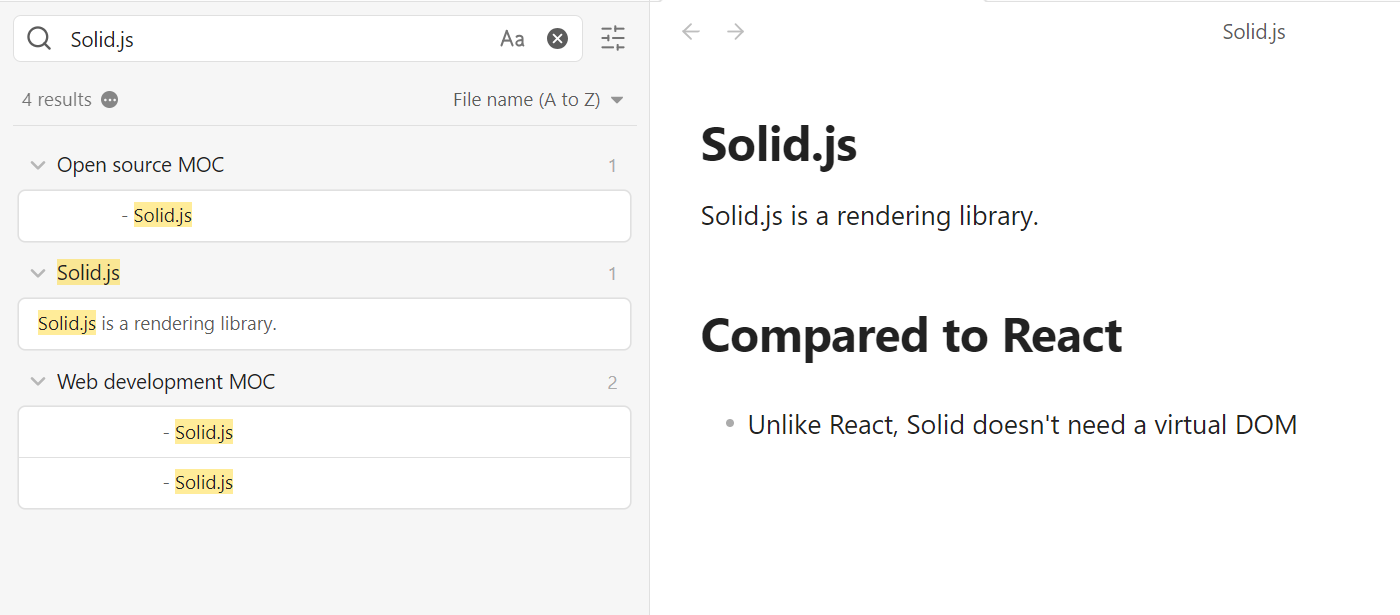 Solid.js
Aa
4 results
File name (A to Z)
Open source MOC
1
- Solid.js
Solid.js
1
Solid.js is a rendering library.
Web development MOC
2
- Solid.js
- Solid.js
Solid.js
Solid.js
Solid.js is a rendering library.
Compared to React
• Unlike React, Solid doesn't need a virtual DOM